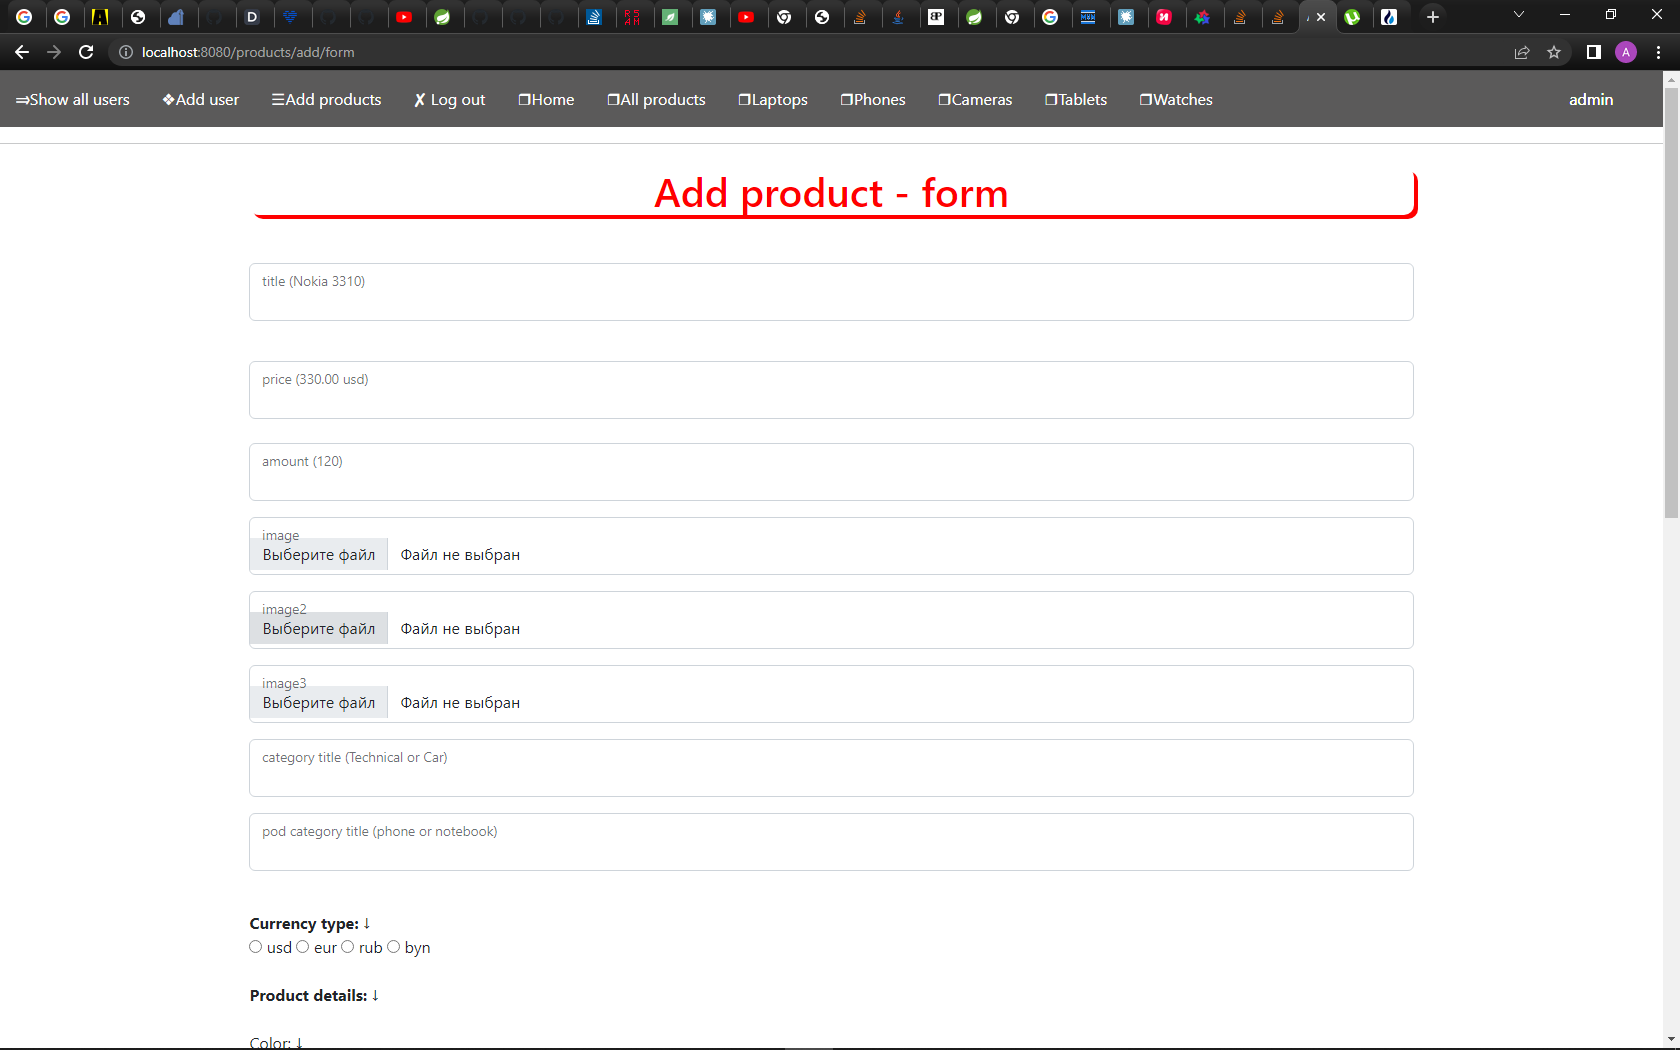 localhost:8080/products/add/form
A
⇒Show all users ❖Add user ☰Add products ✗ Log out ❐Home ❐All products ❐Laptops ❐Phones ❐Cameras ❐Tablets ❐Watches admin
Add product - form
title (Nokia 3310)
price (330.00 usd)
amount (120)
image
Выберите файл Файл не выбран
image2
Выберите файл Файл не выбран
image3
Выберите файл Файл не выбран
category title (Technical or Car)
pod category title (phone or notebook)
Currency type: ↓
usd eur rub byn
Product details: ↓
Color: ↓